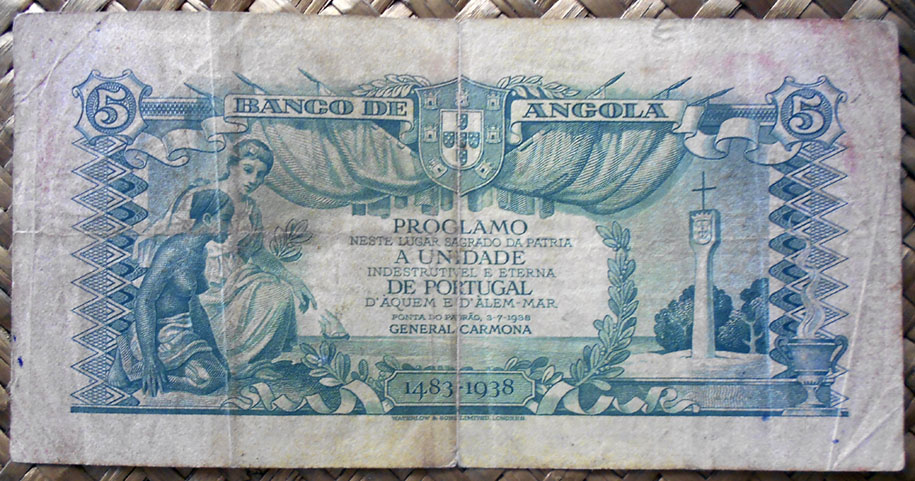 5 BANCO DE ANGOLA 5
PROCLAMO
NESTE LUGAR SAGRADO DA PATRIA
A UNIDADE
INDESTRUTIVEL E ETERNA
DE PORTUGAL
D'AQUEM E D'ÀLEM-MAR.
PONTA DO PADRÃO, 3-7-1938
GENERAL CARMONA
1483-1938
WATERLOW & SONS LIMITED, LONDRES.